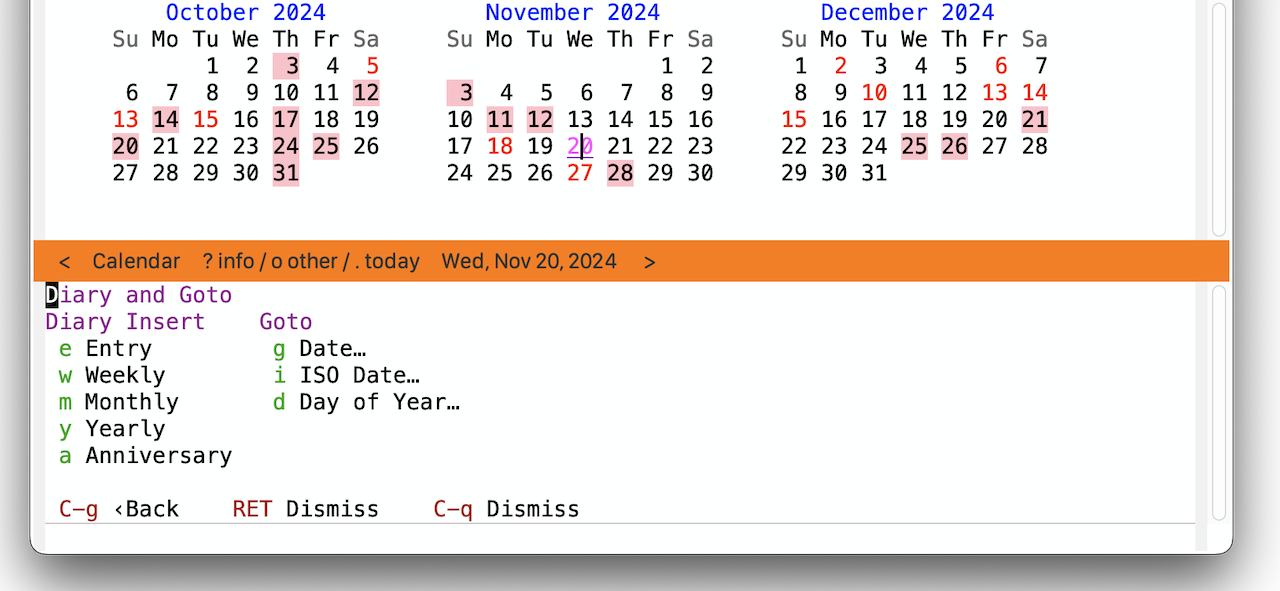 October 2024 November 2024 December 2024
Su Mo Tu We Th Fr Sa Su Mo Tu We Th Fr Sa Su Mo Tu We Th Fr Sa
1 2 3 4 5 1 2 1 2 3 4 5 6 7
6 7 8 9 10 11 12 3 4 5 6 7 8 9 8 9 10 11 12 13 14
13 14 15 16 17 18 19 10 11 12 13 14 15 16 15 16 17 18 19 20 21
20 21 22 23 24 25 26 17 18 19 20 21 22 23 22 23 24 25 26 27 28
27 28 29 30 31 24 25 26 27 28 29 30 29 30 31
< Calendar ? info / o other / . today Wed, Nov 20, 2024 >
Diary and Goto
Diary Insert Goto
e Entry g Date…
w Weekly i ISO Date…
m Monthly d Day of Year…
y Yearly
a Anniversary
C-g ‹Back RET Dismiss C-q Dismiss